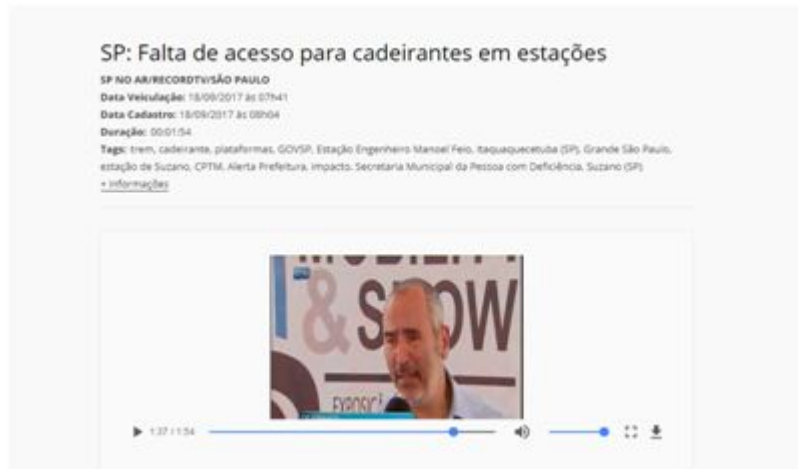 SP: Falta de acesso para cadeirantes em estações
SP NO AR/RECORDTV/SÃO PAULO
Data Veiculação: 18/09/2017 às 07h41
Data Cadastro: 18/09/2017 às 08h04
Duração: 00:01:54
Tags: trem, cadeirante, plataformas, GOVSP, Estação Engenheiro Manoel Feio, Itaquaquecetuba (SP), Grande São Paulo,
estação de Suzano, CPTM, Alerta Prefeitura, impacto, Secretaria Municipal da Pessoa com Deficiência, Suzano (SP)
+ Informações
& SHOW
EXPOSIÇÃ
1:37 / 1:54